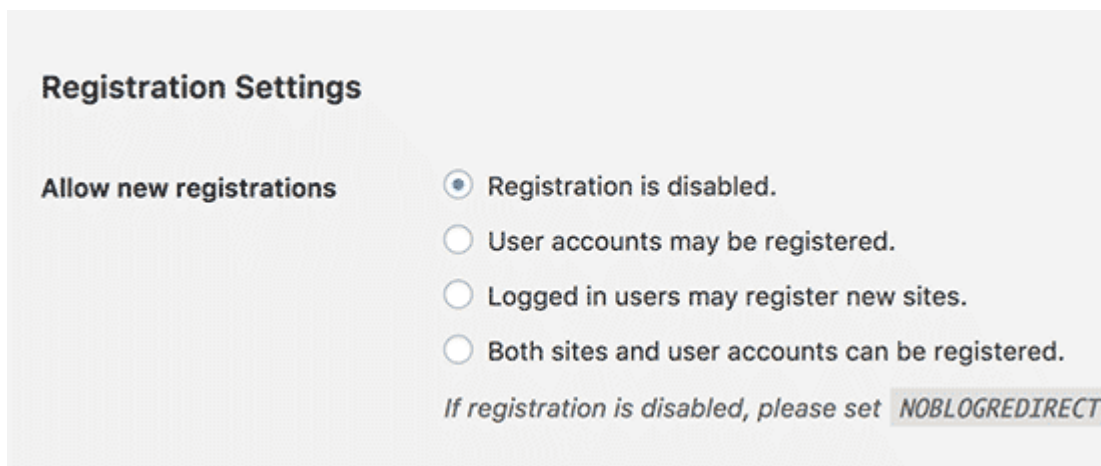 Registration Settings
Allow new registrations
Registration is disabled.
User accounts may be registered.
Logged in users may register new sites.
Both sites and user accounts can be registered.
If registration is disabled, please set NOBLOGREDIRECT